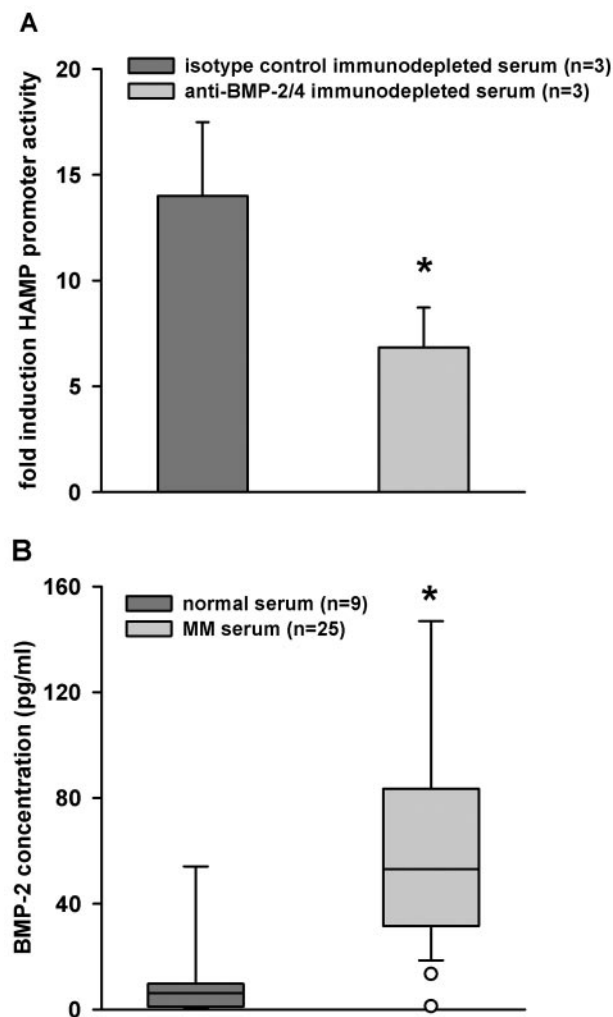 A
fold induction HAMP promoter activity
20
15
10
5
0
isotype control immunodepleted serum (n=3)
anti-BMP-2/4 immunodepleted serum (n=3)
*
B
BMP-2 concentration (pg/ml)
160
120
80
40
0
normal serum (n=9)
MM serum (n=25)
*